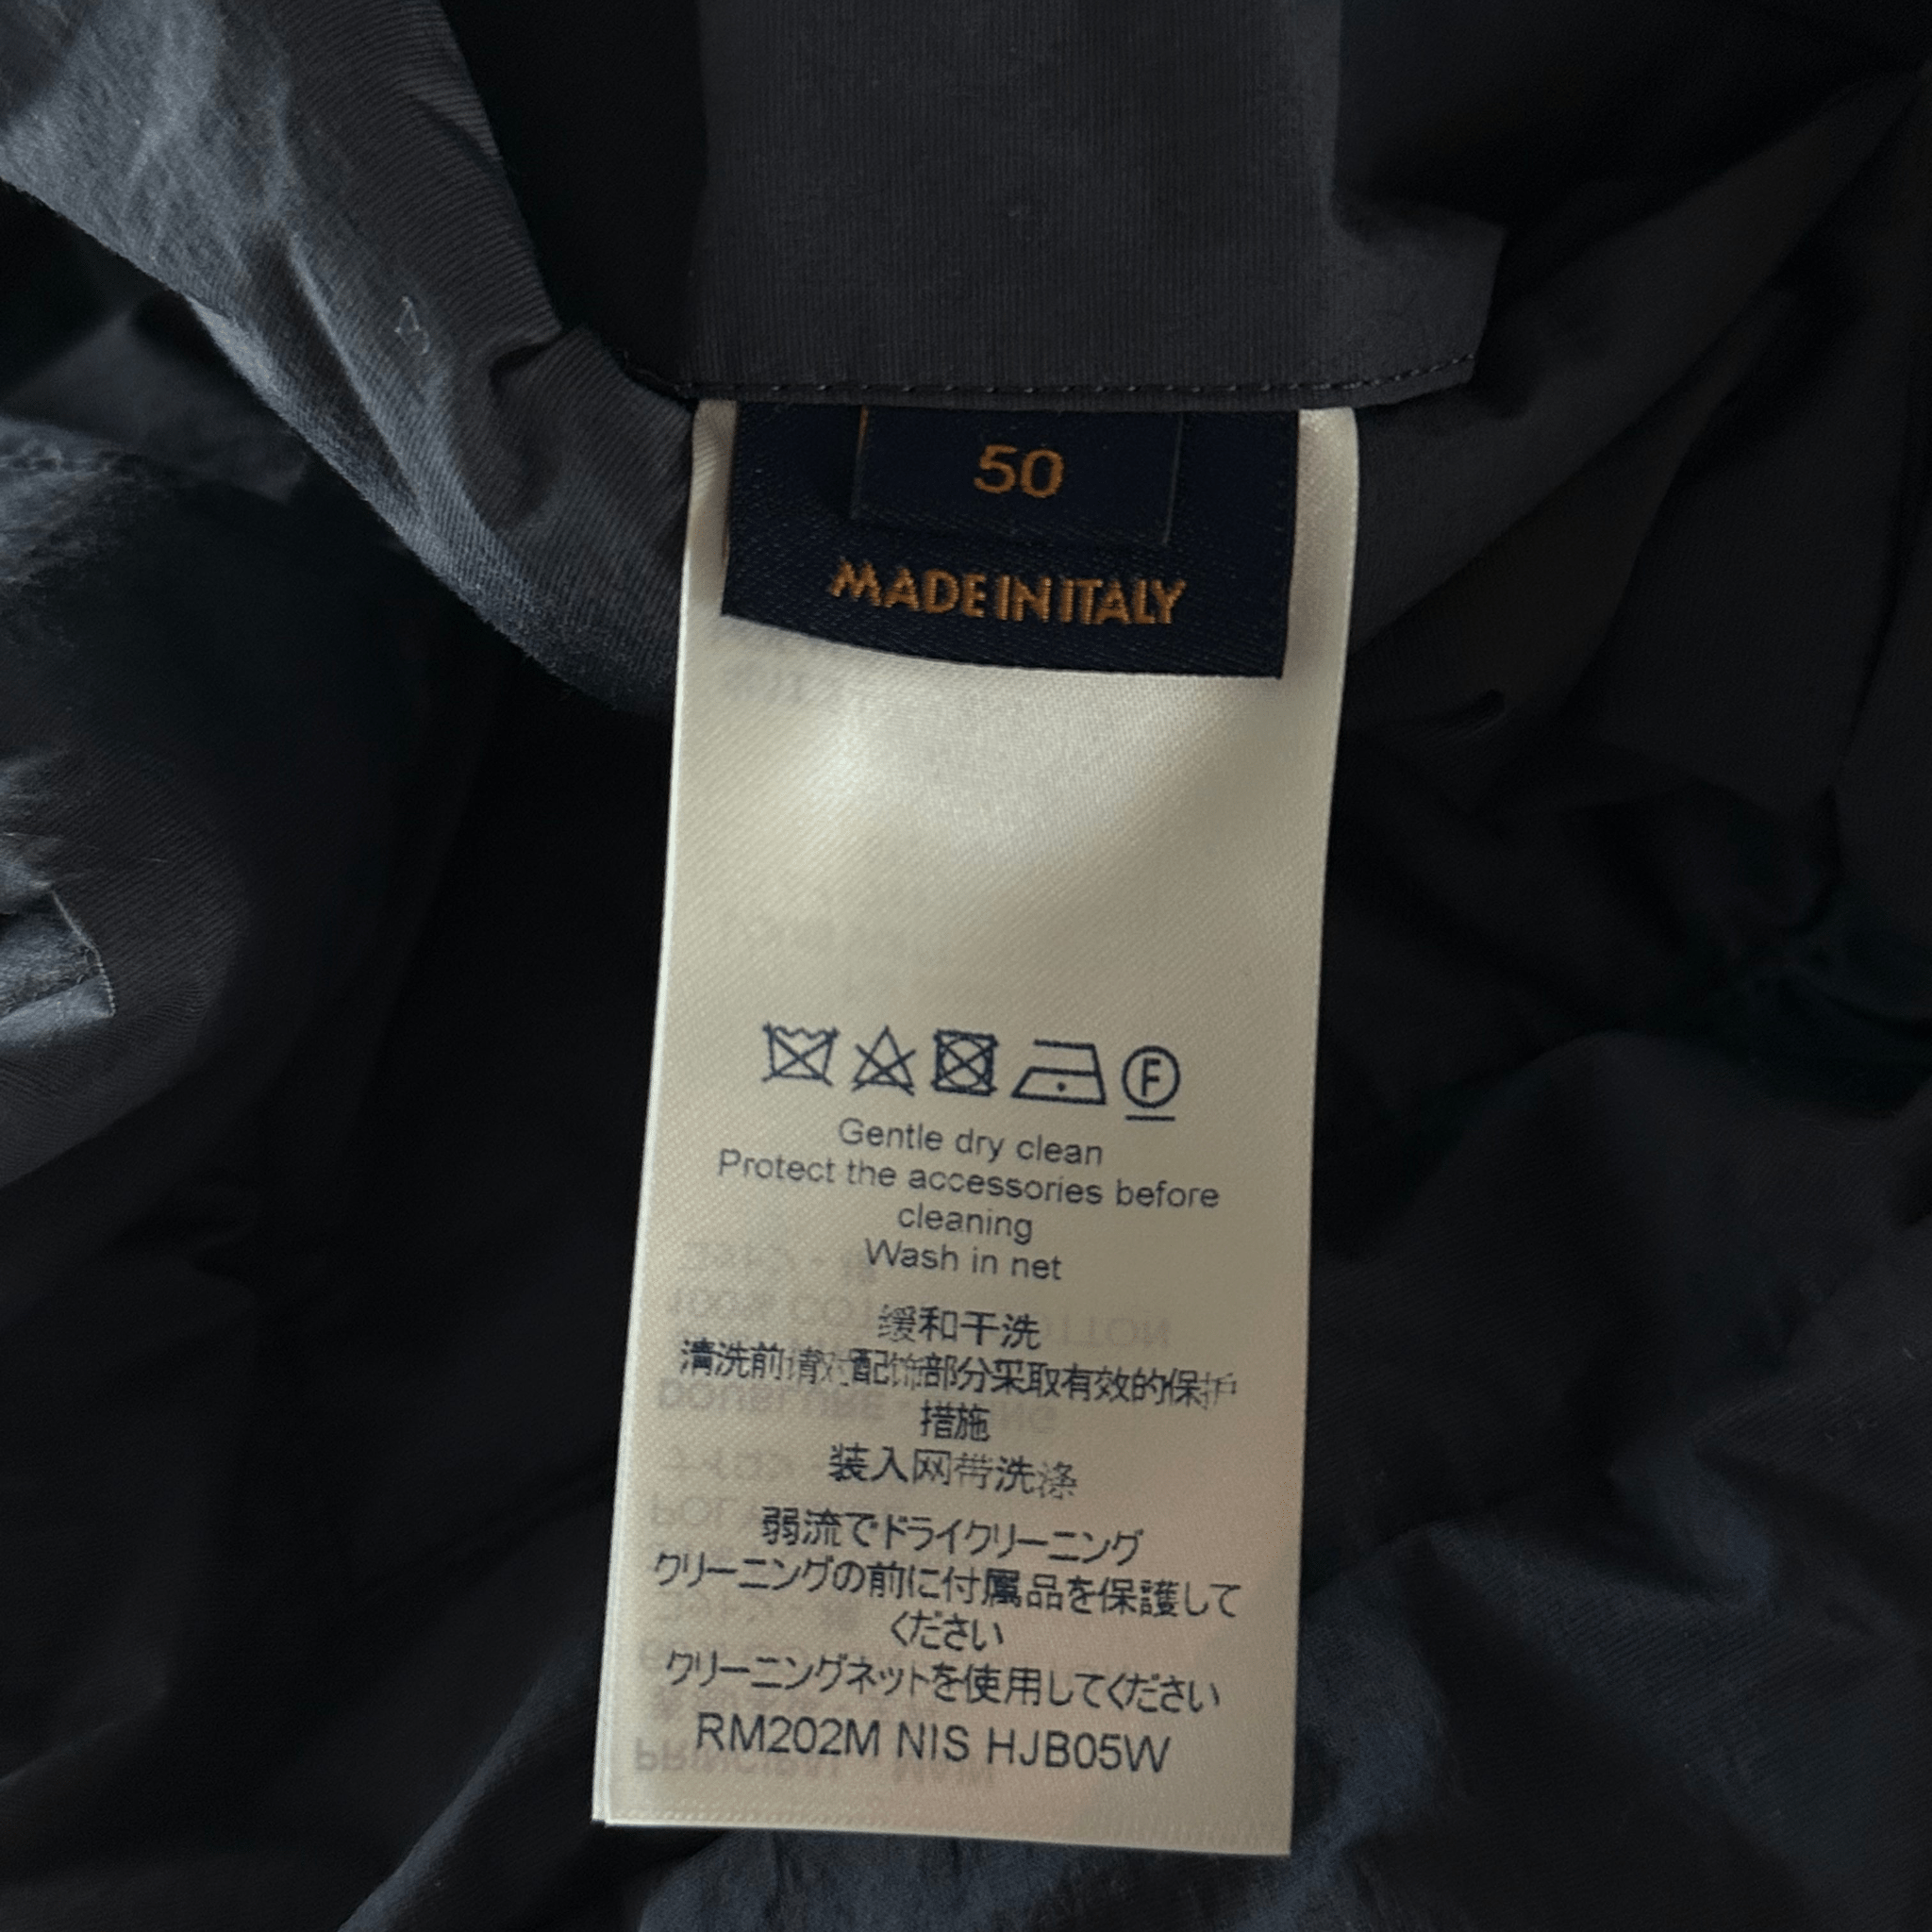 50
MADE IN ITALY
F
Gentle dry clean
Protect the accessories before
cleaning
Wash in net
缓和干洗
清洗前请对配饰部分采取有效的保护
措施
装入网带洗涤
弱流でドライクリーニング
クリーニングの前に付属品を保護して
ください
クリーニングネットを使用してください
RM202M NIS HJB05W